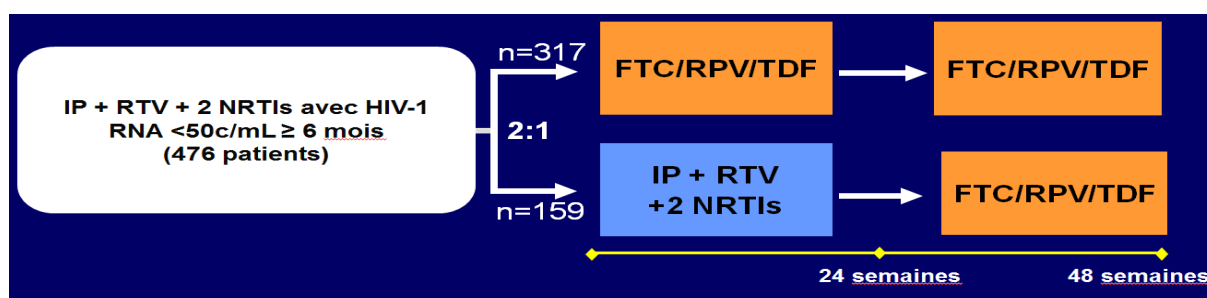 IP + RTV + 2 NRTIs avec HIV-1
RNA <50c/mL ≥ 6 mois
(476 patients)
n=317
2:1
n=159
FTC/RPV/TDF
FTC/RPV/TDF
IP + RTV
+2 NRTIs
FTC/RPV/TDF
24 semaines
48 semaines